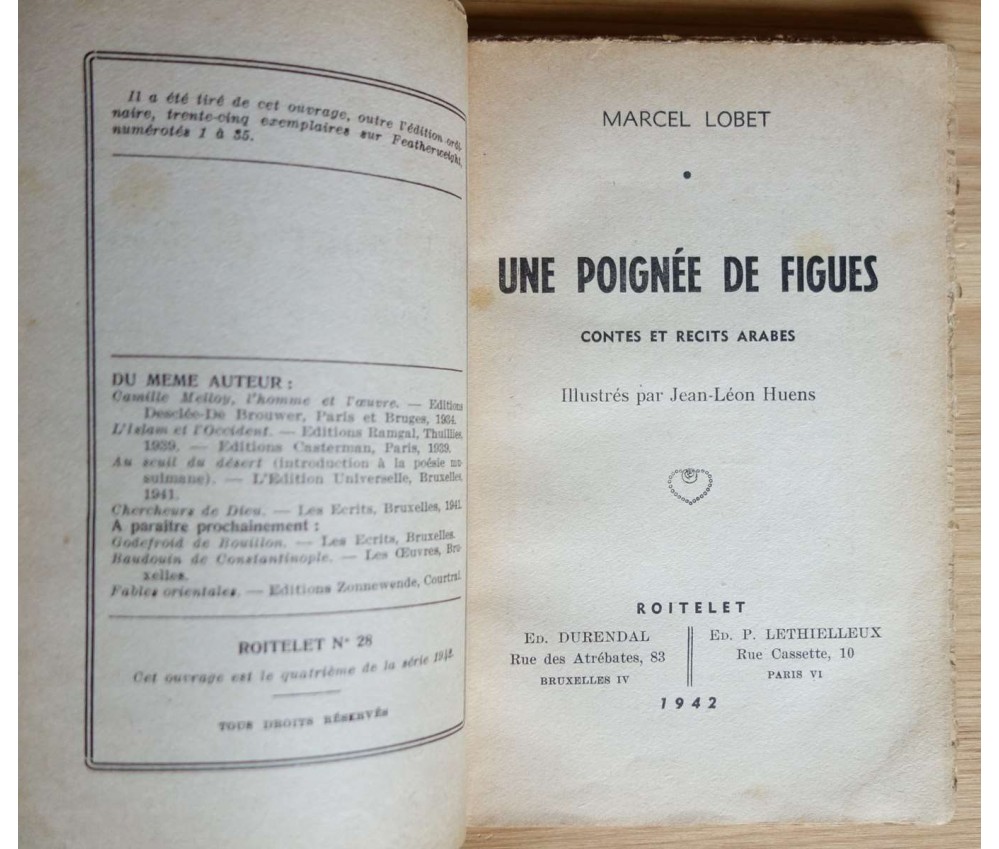 Il a été tiré de cet ouvrage, outre l'édition ordi-
naire, trente-cinq exemplaires sur Featherweight,
numérotés 1 à 35.
DU MEME AUTEUR :
Camille Melloy, l'homme et l'œuvre. — Editions
Desclée-De Brouwer, Paris et Bruges, 1934.
L'Islam et l'Occident. — Editions Ramgal, Thuillies,
1939. — Editions Casterman, Paris, 1939.
Au seuil du désert (introduction à la poésie mu-
sulmane). — L'Edition Universelle, Bruxelles,
1941.
Chercheurs de Dieu. — Les Ecrits, Bruxelles, 1941.
A paraître prochainement :
Godefroid de Bouillon. — Les Ecrits, Bruxelles.
Baudouin de Constantinople. — Les Œuvres, Bru-
xelles.
Fables orientales. — Editions Zonnewende, Courtrai.
ROITELET N° 28
Cet ouvrage est le quatrième de la série 1942.
TOUS DROITS RÉSERVÉS
MARCEL LOBET
UNE POIGNÉE DE FIGUES
CONTES ET RECITS ARABES
Illustrés par Jean-Léon Huens
ROITELET
ED. DURENDAL
Rue des Atrébates, 83
BRUXELLES IV
ED. P. LETHIELLEUX
Rue Cassette, 10
PARIS VI
1942